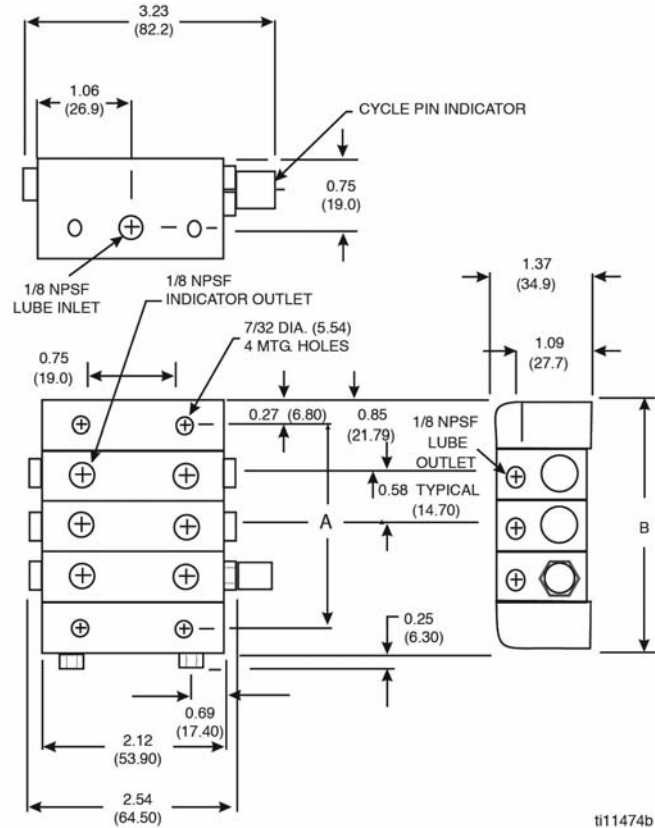 3.23
(82.2)
1.06
(26.9)
CYCLE PIN INDICATOR
0.75
(19.0)
1/8 NPSF
LUBE INLET
1/8 NPSF
INDICATOR OUTLET
7/32 DIA. (5.54)
4 MTG. HOLES
1.37
(34.9)
1.09
(27.7)
0.75
(19.0)
0.27 (6.80)
0.85
(21.79)
1/8 NPSF
LUBE
OUTLET
0.58 TYPICAL
(14.70)
A
B
0.25
(6.30)
0.69
(17.40)
2.12
(53.90)
2.54
(64.50)
ti11474b